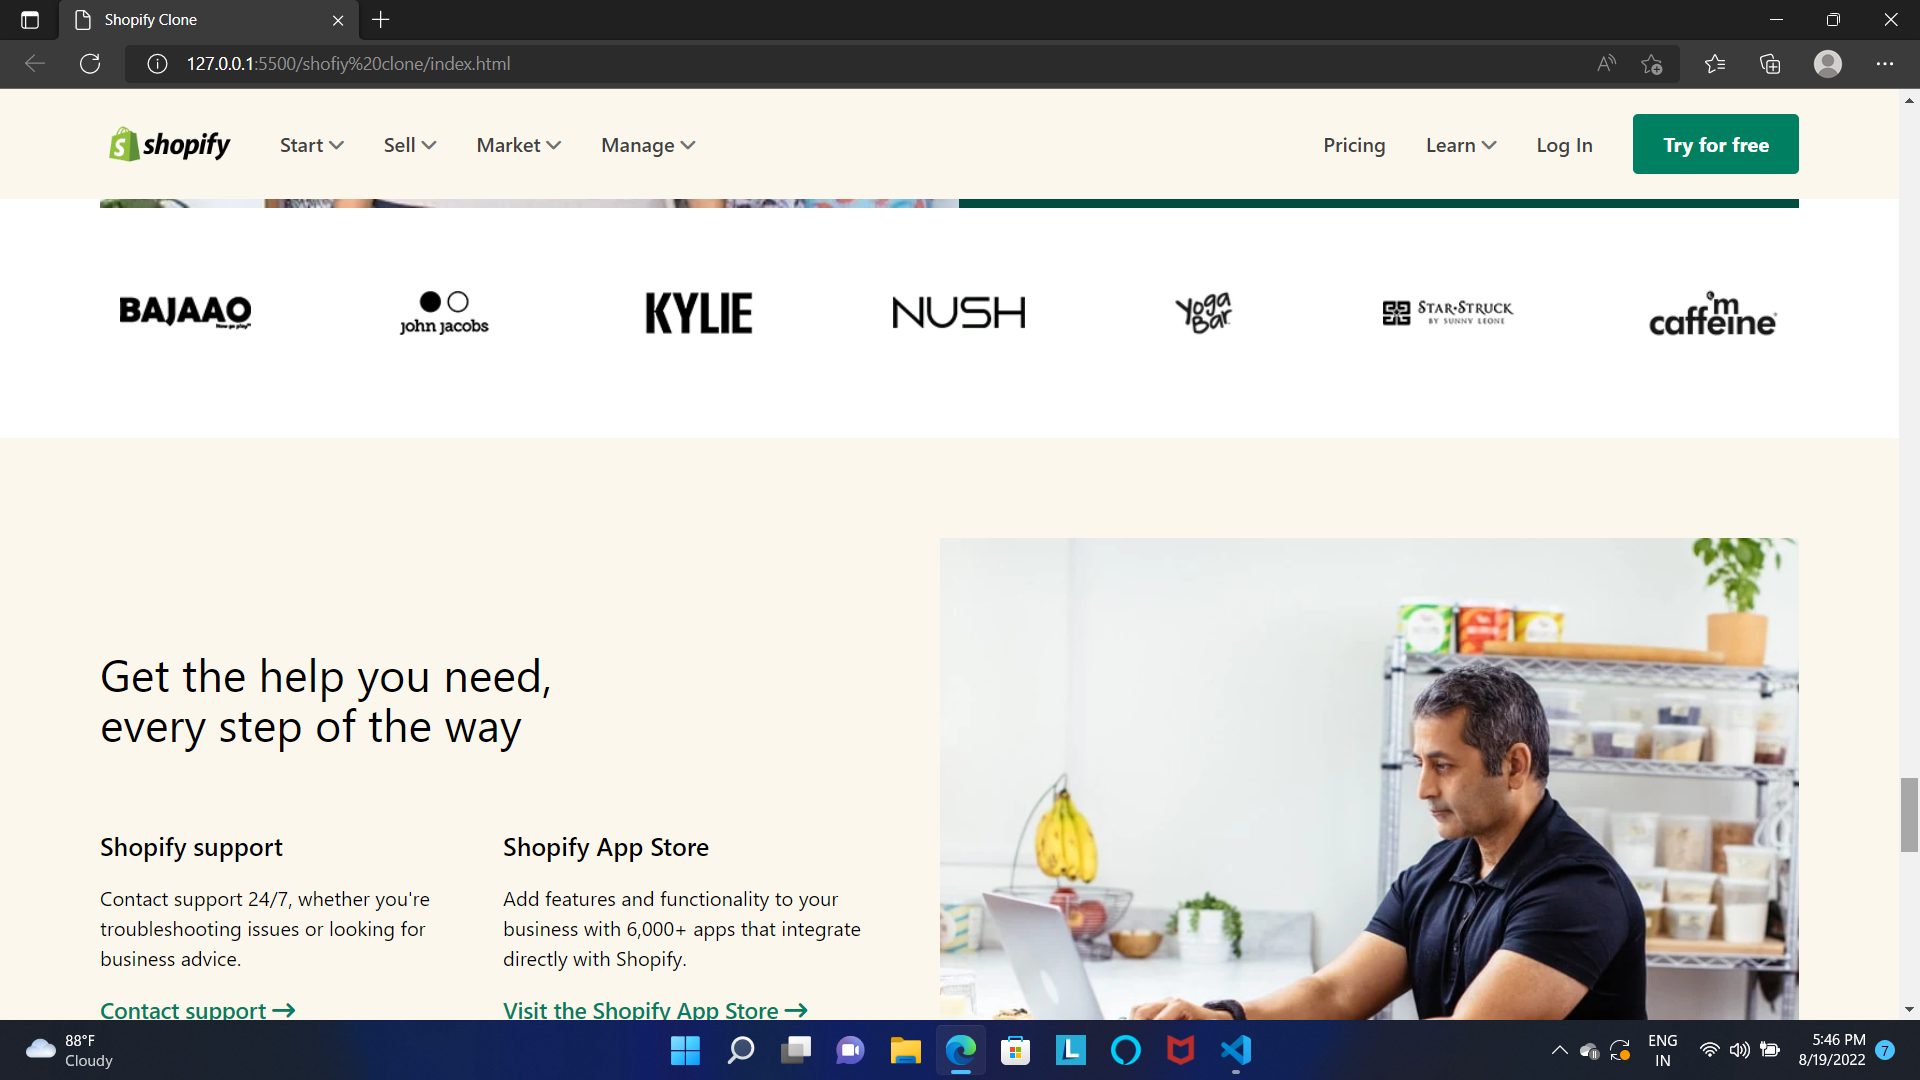 Shopify Clone
127.0.0.1:5500/shofiy%20clone/index.html
shopify
Start
Sell
Market
Manage
Pricing
Learn
Log In
Try for free
BAJAAO
Now go play™
john jacobs
KYLIE
NUSH
Yoga
Bar
STAR•STRUCK
BY SUNNY LEONE
I'm
caffeine
Get the help you need,
every step of the way
Shopify support
Contact support 24/7, whether you're
troubleshooting issues or looking for
business advice.
Contact support →
Shopify App Store
Add features and functionality to your
business with 6,000+ apps that integrate
directly with Shopify.
Visit the Shopify App Store →
88°F
Cloudy
ENG
IN
5:46 PM
8/19/2022
7